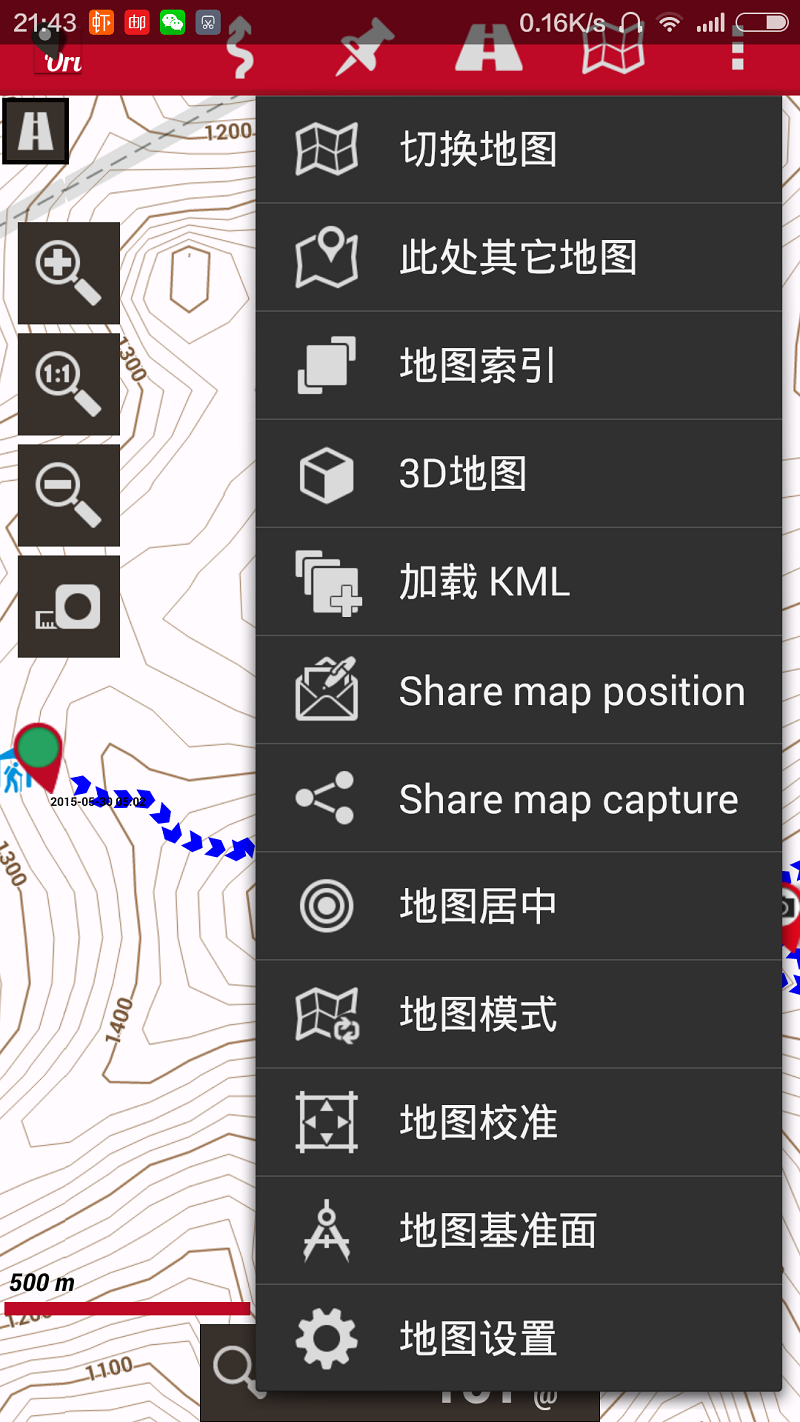 21:43
0.16K/s
Ori
1200
切换地图
此处其它地图
1300
地图索引
1:1
3D地图
加载 KML
Share map position
Share map capture
2015-05-30 05:02
1300
地图居中
1400
地图模式
地图校准
地图基准面
500 m
1200
地图设置
1100
@